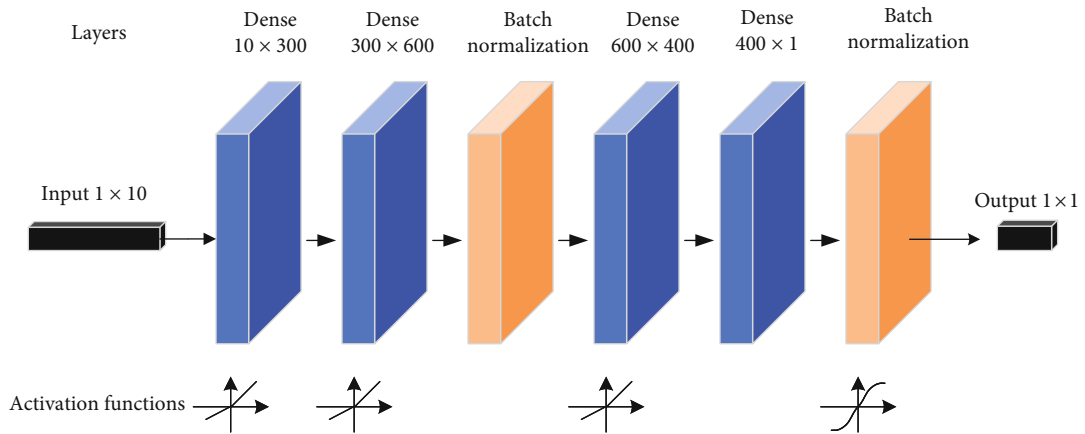 Layers
Dense
10 × 300
Dense
300 × 600
Batch
normalization
Dense
600 × 400
Dense
400 × 1
Batch
normalization
Input 1 × 10
Output 1 × 1
Activation functions